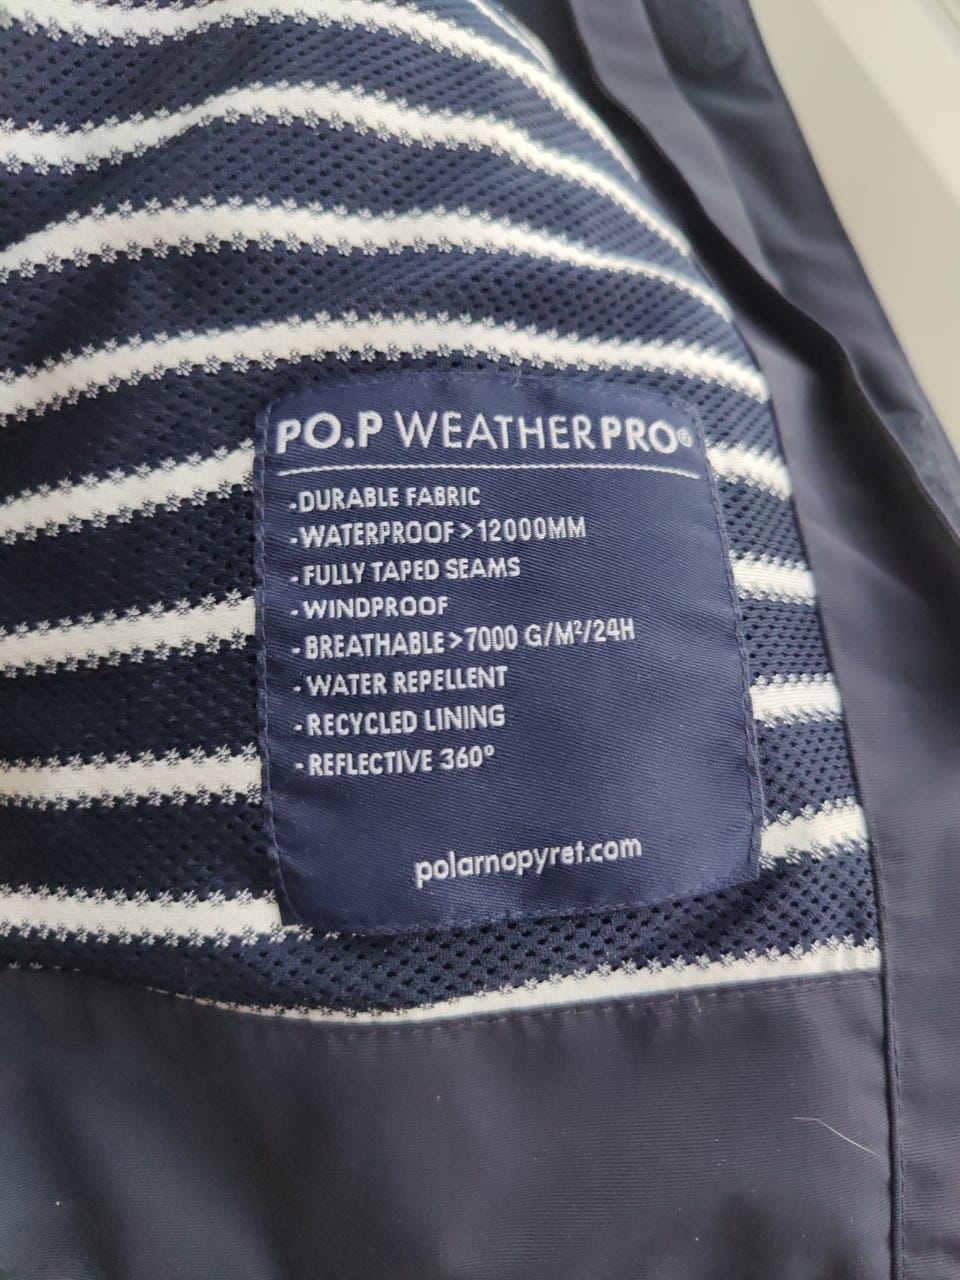 PO.P WEATHERPRO®
-DURABLE FABRIC
-WATERPROOF >12000MM
-FULLY TAPED SEAMS
-WINDPROOF
-BREATHABLE >7000 G/M²/24H
-WATER REPELLENT
-RECYCLED LINING
-REFLECTIVE 360°
polarnopyret.com